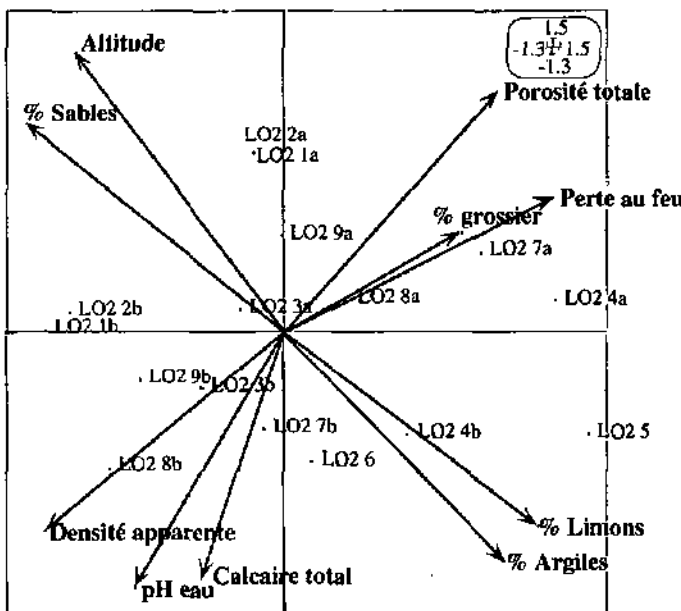 1.5
-1.3 1.5
-1.3
Altitude
Porosité totale
% Sables
LO2 2a
LO2 1a
Perte au feu
% grossier
LO2 9a
LO2 7a
LO2 3a
LO2 8a
LO2 4a
LO2 2b
LO2 1b
LO2 9b
LO2 3b
LO2 7b
LO2 4b
LO2 5
LO2 8b
LO2 6
Densité apparente
% Limons
% Argiles
Calcaire total
pH eau